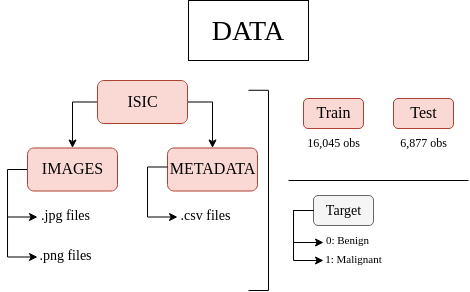 DATA
ISIC
IMAGES
METADATA
.jpg files
.csv files
.png files
Train
Test
16,045 obs
6,877 obs
Target
0: Benign
1: Malignant